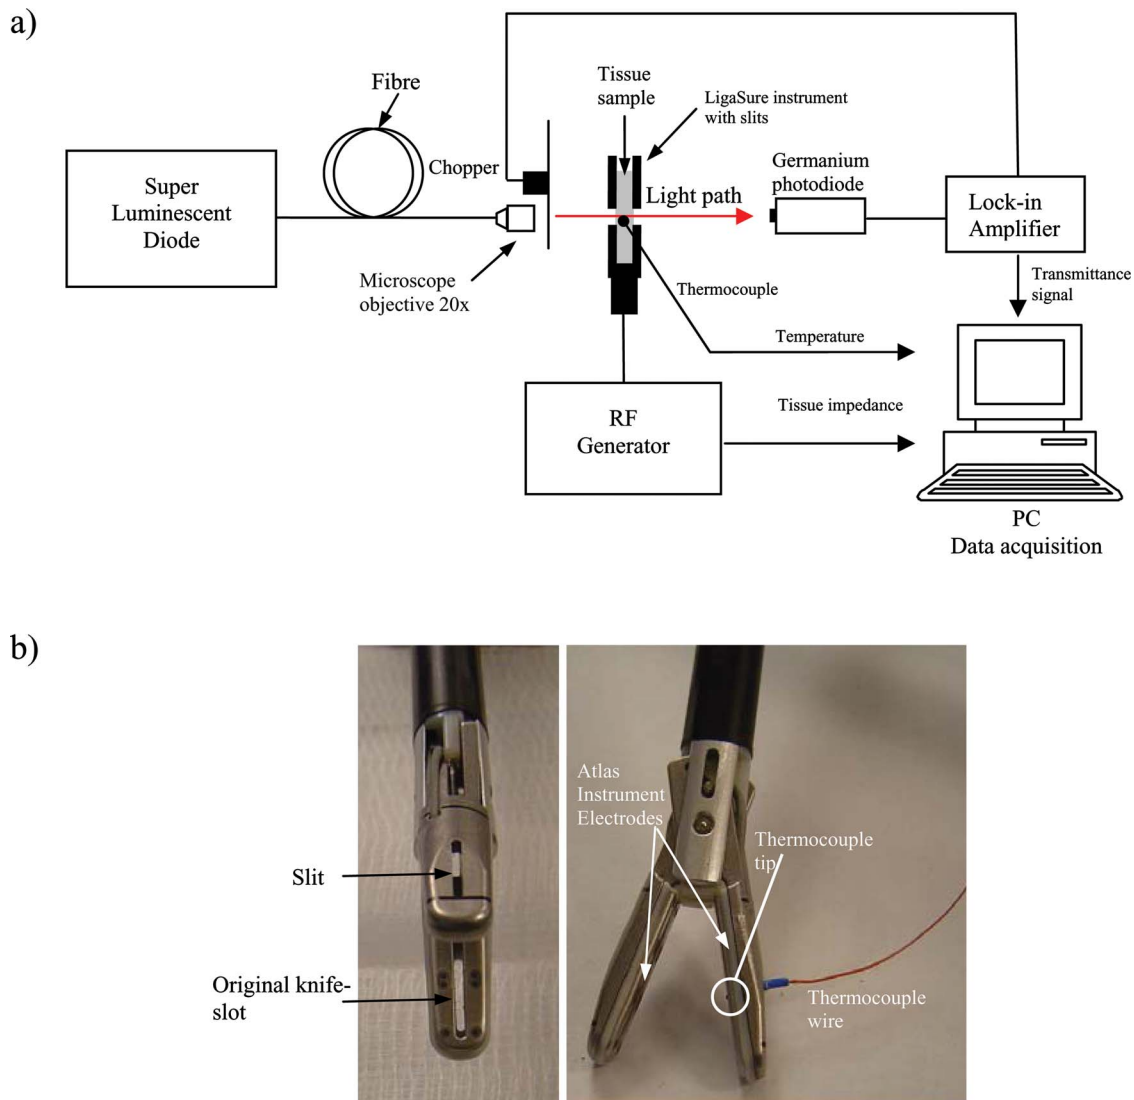 a)
Fibre
Tissue
sample
LigaSure instrument
with slits
Chopper
Germanium
photodiode
Super
Luminescent
Diode
Light path
Lock-in
Amplifier
Microscope
objective 20x
Thermocouple
Transmittance
signal
Temperature
RF
Generator
Tissue impedance
PC
Data acquisition
b)
Slit
Original knife-
slot
Atlas
Instrument
Electrodes
Thermocouple
tip
Thermocouple
wire